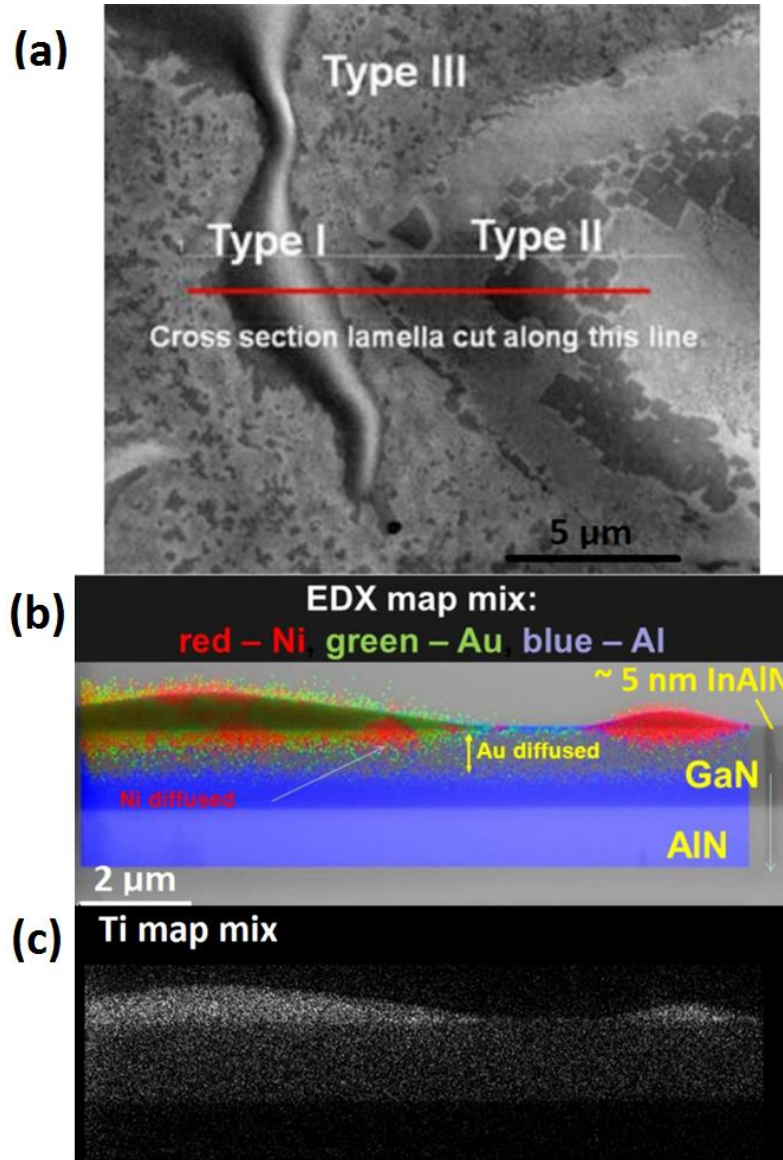 (a)
Type III
Type I
Type II
Cross section lamella cut along this line
5 μm
(b)
EDX map mix:
red – Ni, green – Au, blue – Al
~ 5 nm InAlN
Au diffused
Ni diffused
GaN
AlN
2 μm
(c)
Ti map mix